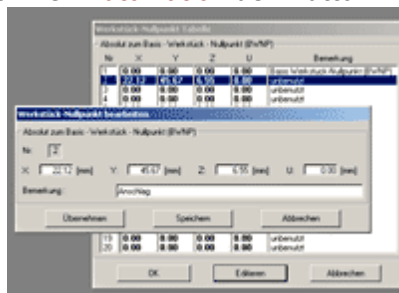 Werkstück-Nullpunkt Tabelle
Absolut zum Basis - Werkstück - Nullpunkt (BWNP)
Nr X Y Z U Bemerkung
1 0.00 0.00 0.00 0.00 Basis Werkstück-Nullpunkt (BWNP)
2 22.12 45.67 6.55 0.00 unbenutzt
3 0.00 0.00 0.00 0.00 unbenutzt
4 0.00 0.00 0.00 0.00 unbenutzt
Werkstück-Nullpunkt bearbeiten
Absolut zum Basis - Werkstück - Nullpunkt (BWNP)
Nr. 2
X: 22.12 [mm] Y: 45.67 [mm] Z: 6.55 [mm] U: 0.00 [mm]
Bemerkung: Anschlag
Übernehmen Speichern Abbrechen
19 0.00 0.00 0.00 0.00 unbenutzt
20 0.00 0.00 0.00 0.00 unbenutzt
OK Editieren Abbrechen